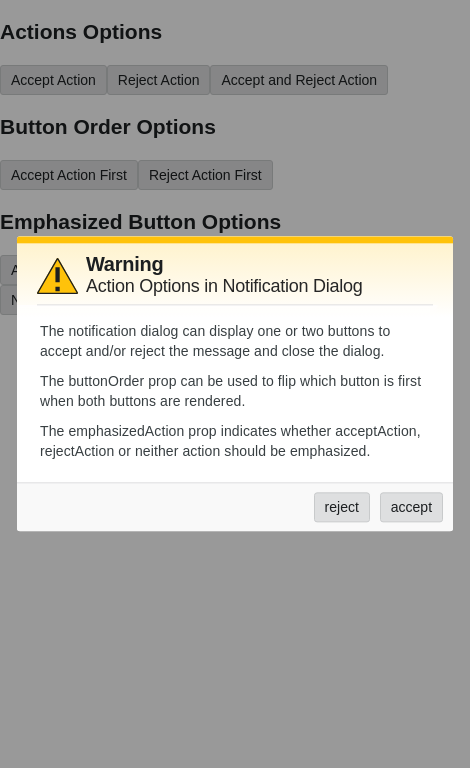 Actions Options
Accept Action Reject Action Accept and Reject Action
Button Order Options
Accept Action First Reject Action First
Emphasized Button Options
Warning
Action Options in Notification Dialog
The notification dialog can display one or two buttons to
accept and/or reject the message and close the dialog.
The buttonOrder prop can be used to flip which button is first
when both buttons are rendered.
The emphasizedAction prop indicates whether acceptAction,
rejectAction or neither action should be emphasized.
reject accept